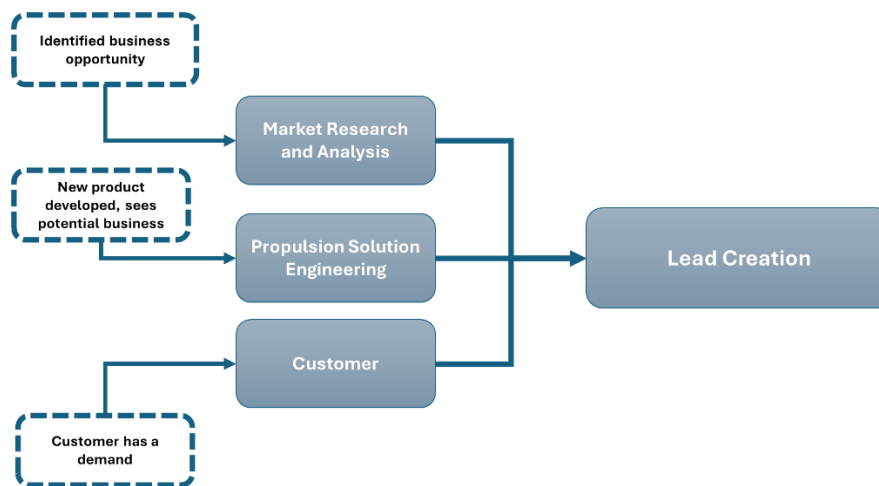 Identified business
opportunity
Market Research
and Analysis
New product
developed, sees
potential business
Propulsion Solution
Engineering
Lead Creation
Customer
Customer has a
demand